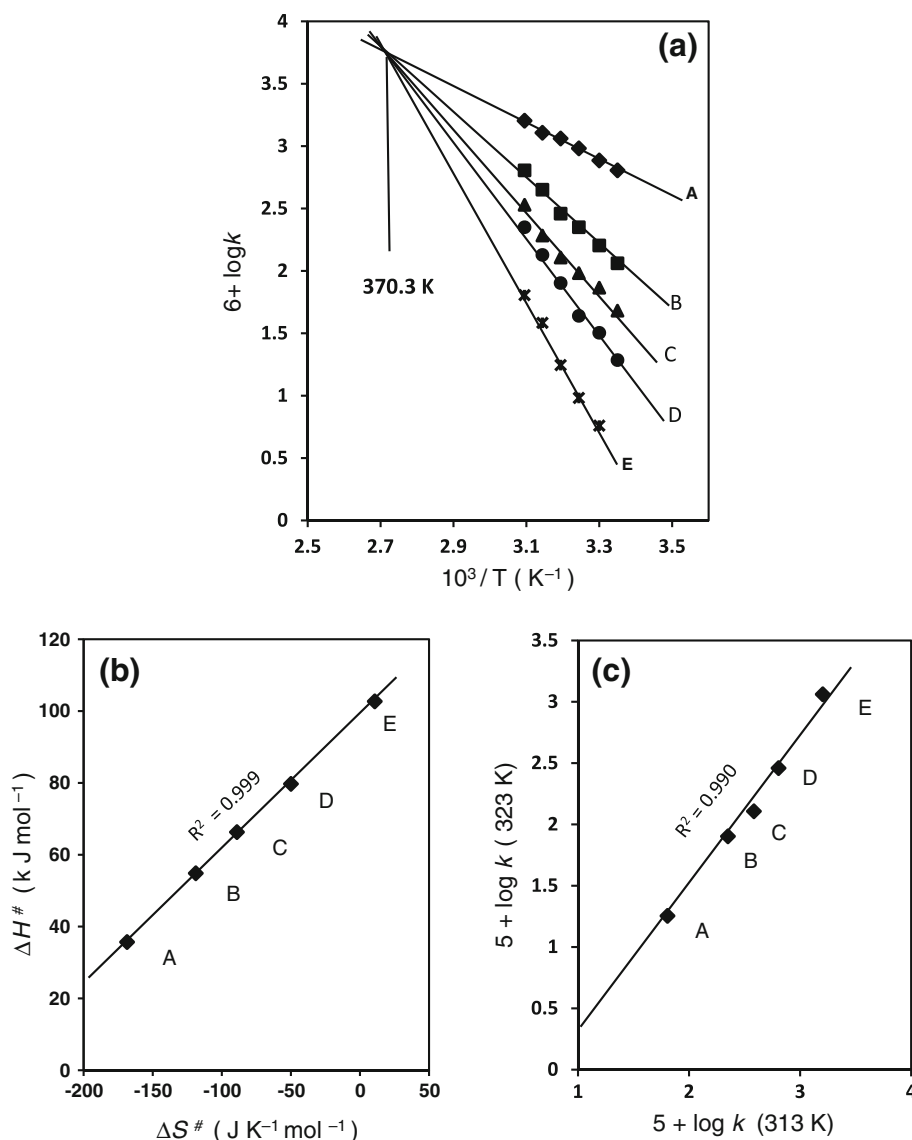 (a)
4
3.5
3
2.5
2
1.5
1
0.5
0
6+ logk
370.3 K
A
B
C
D
E
2.5 2.7 2.9 3.1 3.3 3.5
10³ / T ( K⁻¹)
(b)
120
100
80
60
40
20
0
ΔH # ( k J mol ⁻¹)
R² = 0.999
E
D
C
B
A
-200 -150 -100 -50 0 50
ΔS # ( J K⁻¹ mol ⁻¹)
(c)
3.5
3
2.5
2
1.5
1
0.5
0
5 + log k ( 323 K)
R² = 0.990
E
D
C
B
A
1 2 3 4
5 + log k (313 K)